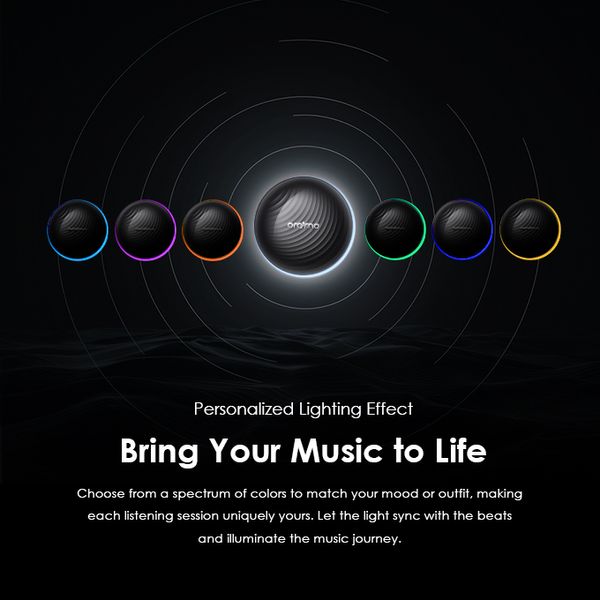 oraimo
Personalized Lighting Effect
Bring Your Music to Life
Choose from a spectrum of colors to match your mood or outfit, making
each listening session uniquely yours. Let the light sync with the beats
and illuminate the music journey.